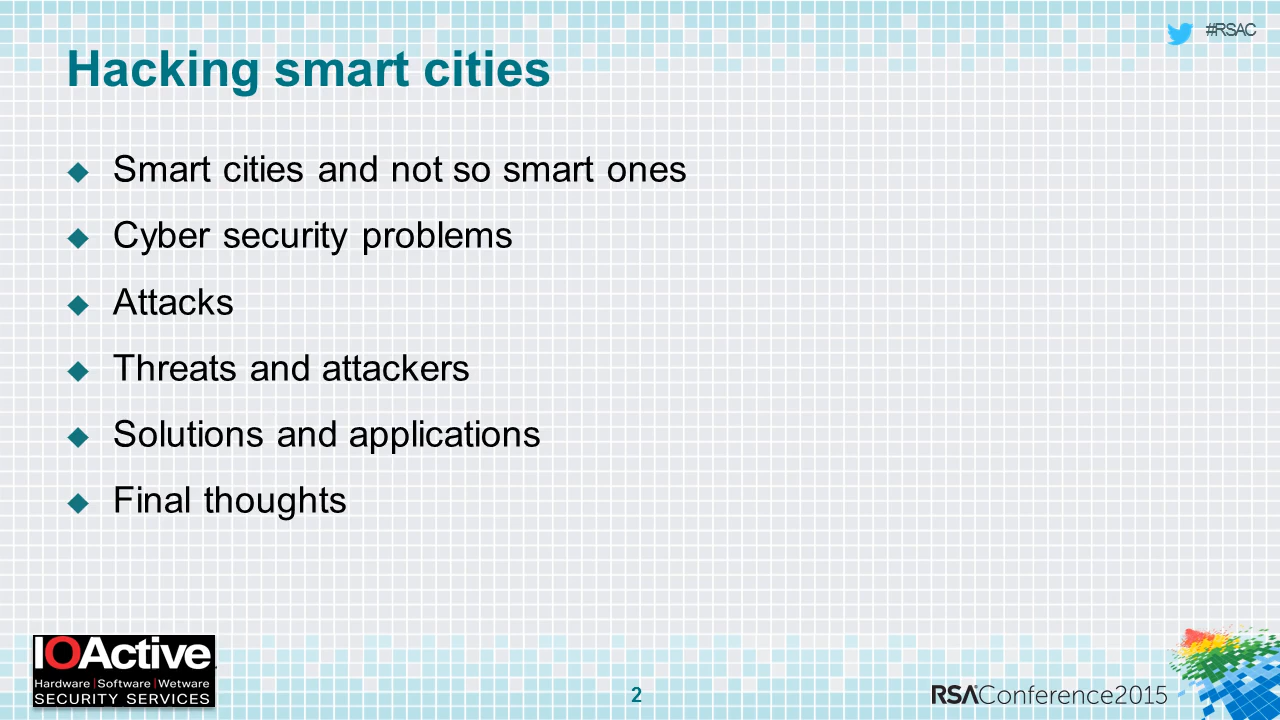 #RSAC
Hacking smart cities
Smart cities and not so smart ones
Cyber security problems
Attacks
Threats and attackers
Solutions and applications
Final thoughts
IOActive
Hardware | Software | Wetware
SECURITY SERVICES
2
RSAConference2015